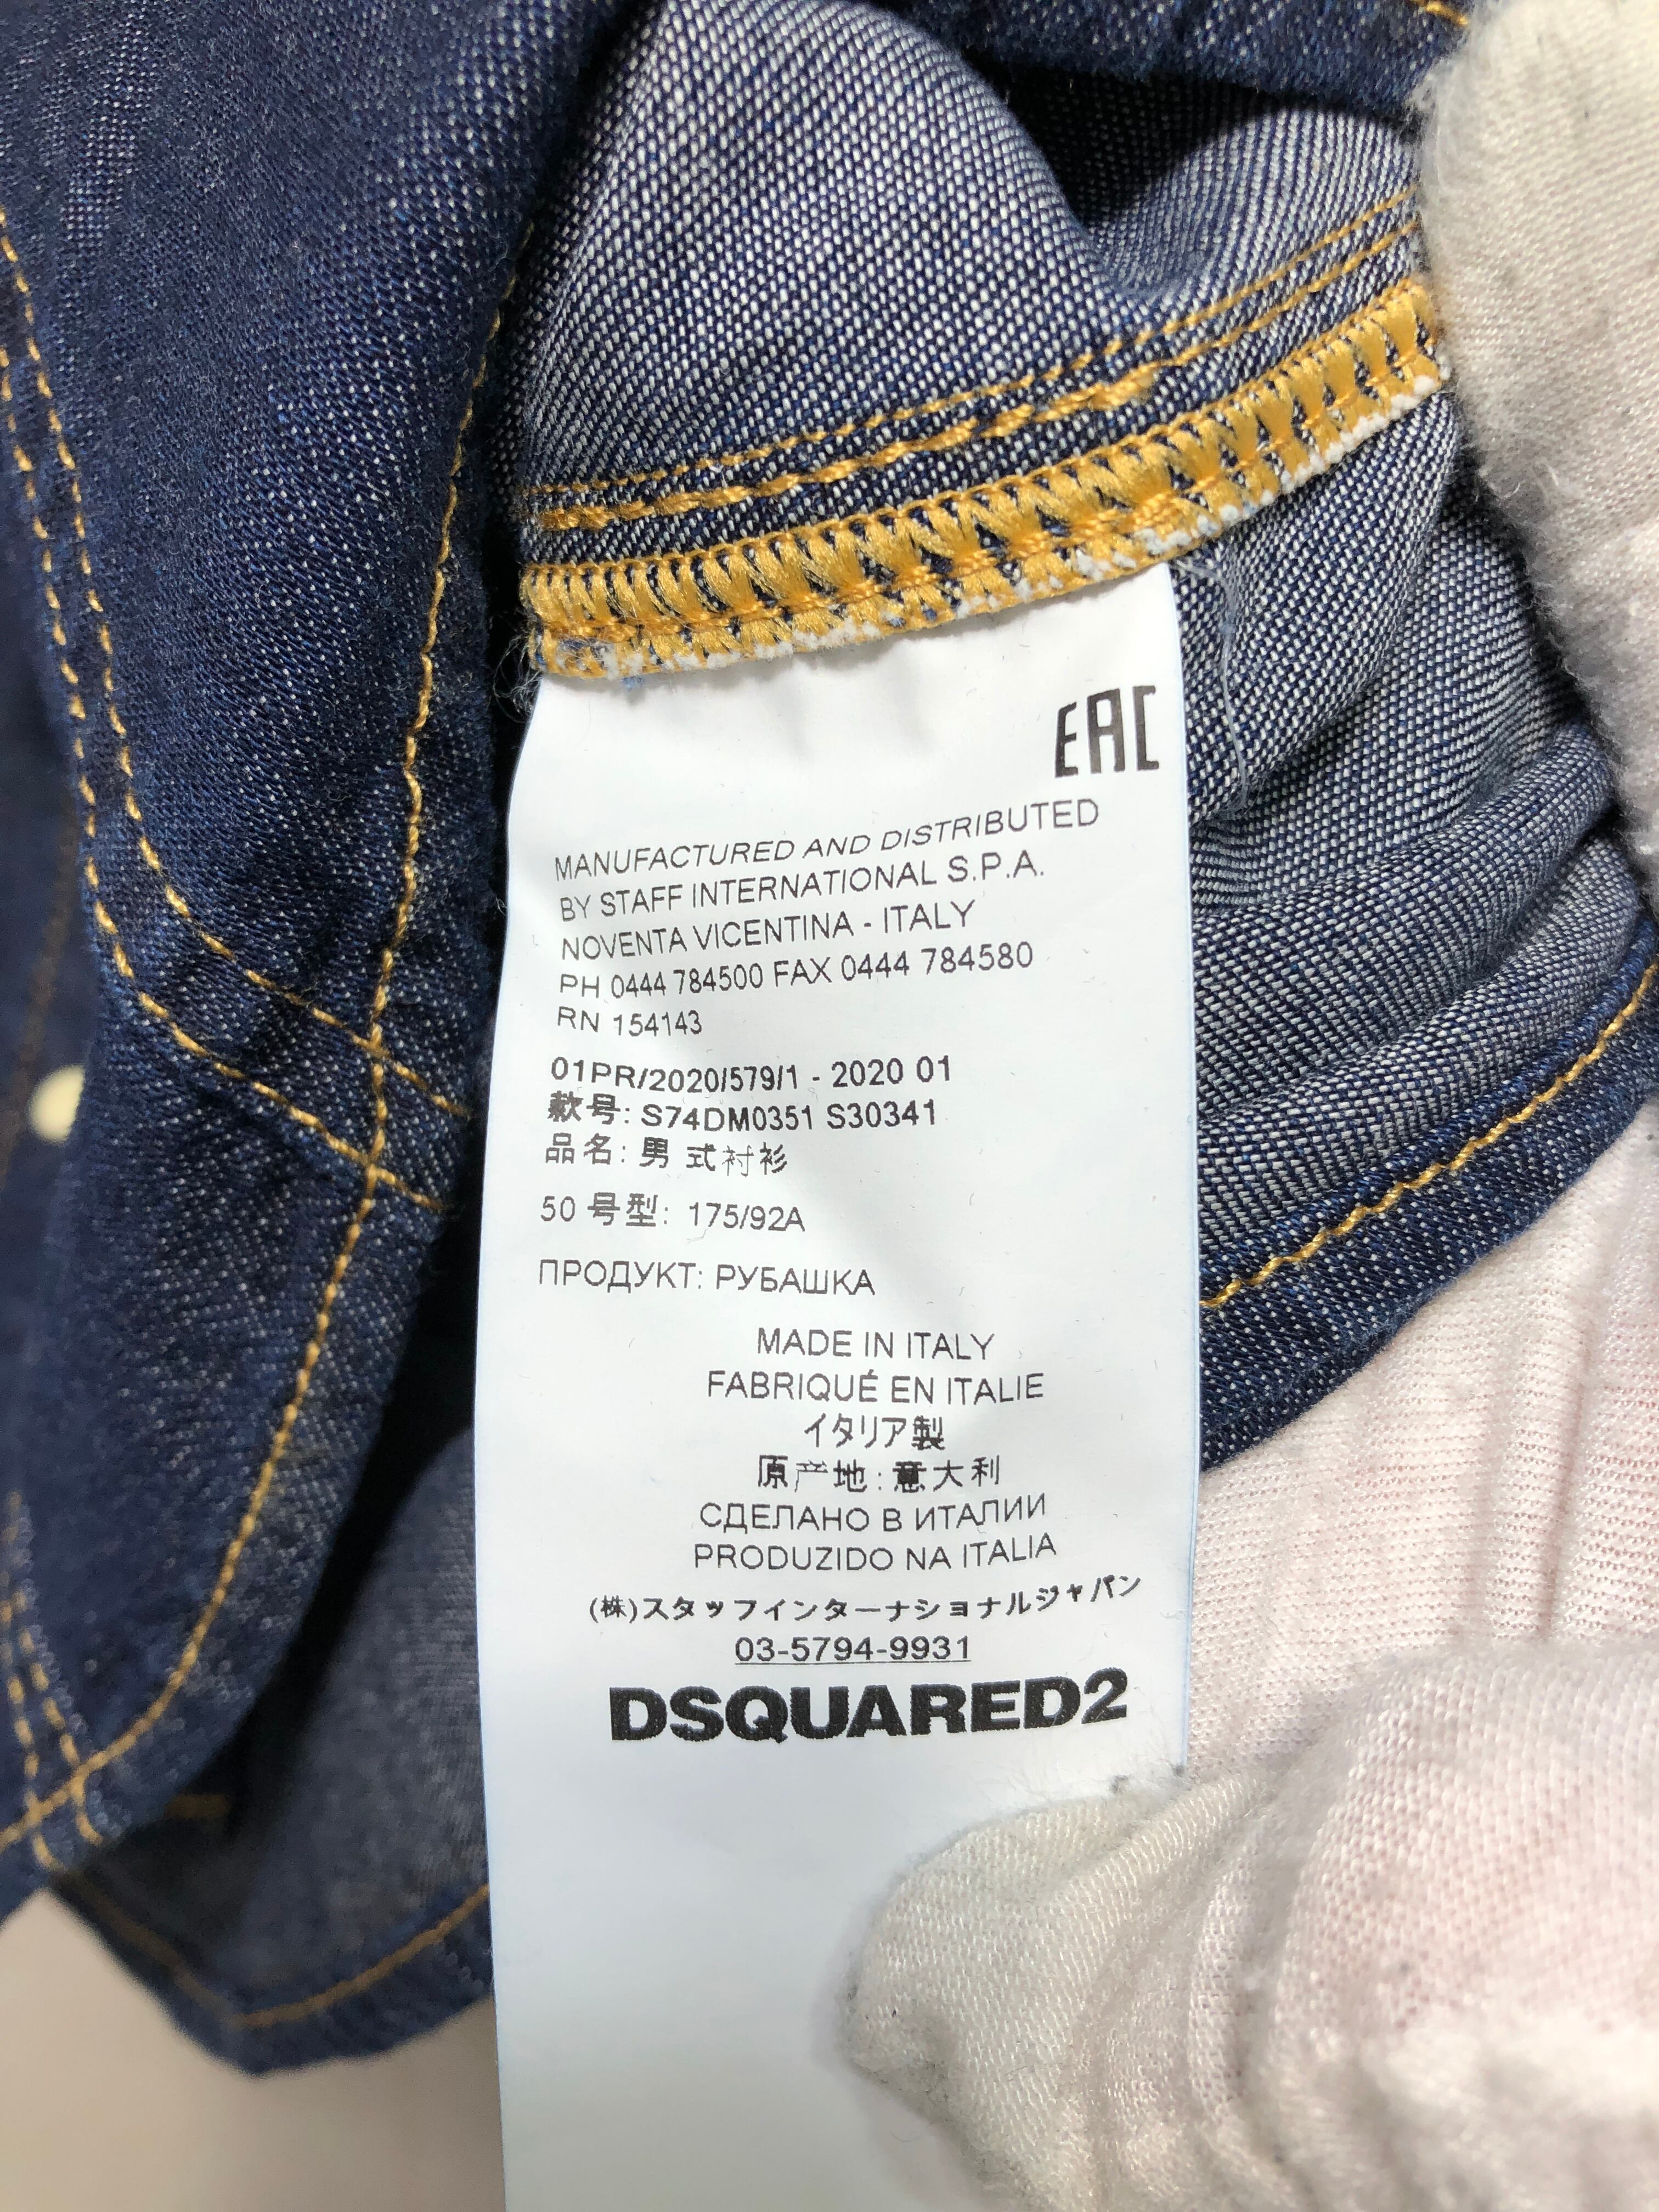 EAC
MANUFACTURED AND DISTRIBUTED
BY STAFF INTERNATIONAL S.P.A.
NOVENTA VICENTINA - ITALY
PH 0444 784500 FAX 0444 784580
RN 154143
01PR/2020/579/1 - 2020 01
款号: S74DM0351 S30341
品名: 男式衬衫
50 号型: 175/92A
ПРОДУКТ: РУБАШКА
MADE IN ITALY
FABRIQUÉ EN ITALIE
イタリア製
原产地:意大利
СДЕЛАНО В ИТАЛИИ
PRODUZIDO NA ITALIA
(株)スタッフインターナショナルジャパン
03-5794-9931
DSQUARED2